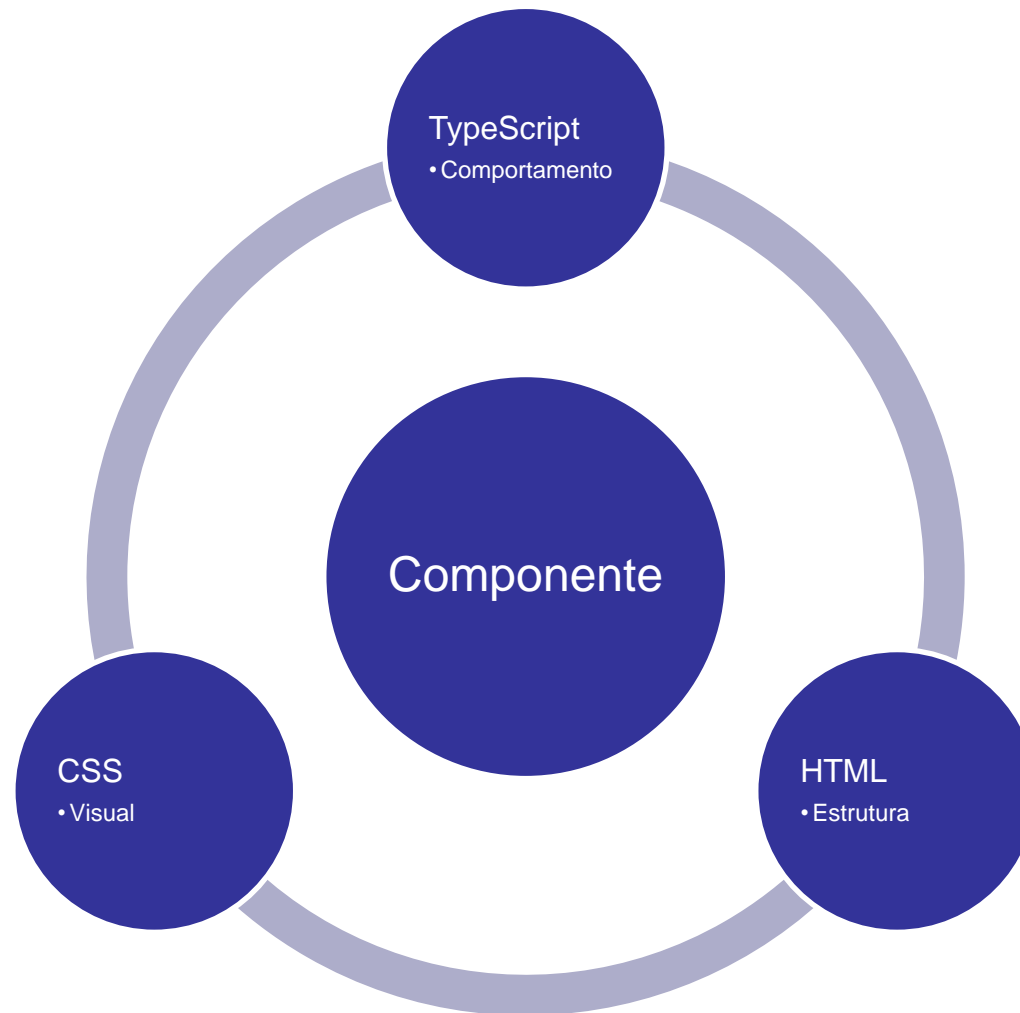 TypeScript
• Comportamento
Componente
CSS
• Visual
HTML
• Estrutura